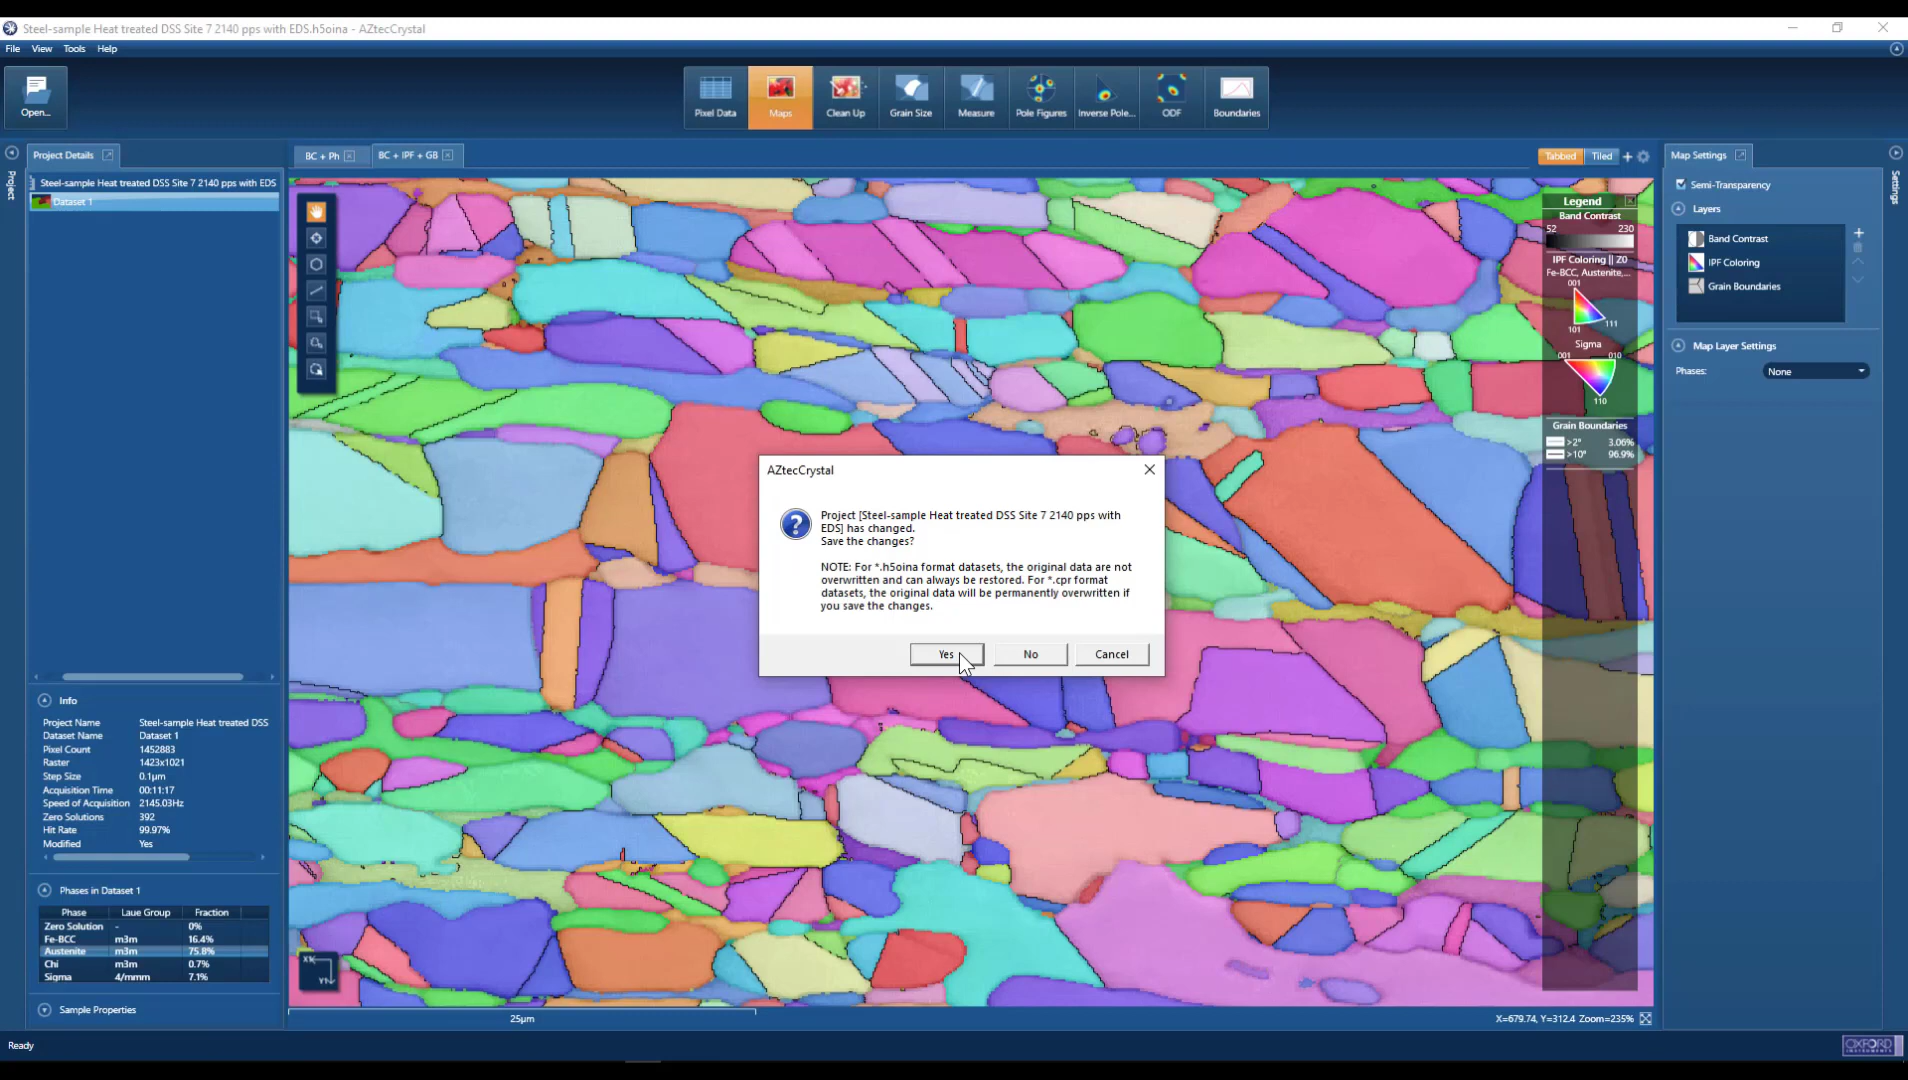 Steel-sample Heat treated DSS Site 7 2140 pps with EDS.h5oina - AZtecCrystal
File View Tools Help
Open...
Pixel Data Maps Clean Up Grain Size Measure Pole Figures Inverse Pole... ODF Boundaries
Project
Project Details
Steel-sample Heat treated DSS Site 7 2140 pps with EDS
Dataset 1
Info
Project Name Steel-sample Heat treated DSS
Dataset Name Dataset 1
Pixel Count 1452883
Raster 1423x1021
Step Size 0.1μm
Acquisition Time 00:11:17
Speed of Acquisition 2145.03Hz
Zero Solutions 392
Hit Rate 99.97%
Modified Yes
Phases in Dataset 1
Phase Laue Group Fraction
Zero Solution - 0%
Fe-BCC m3m 16.4%
Austenite m3m 75.8%
Chi m3m 0.7%
Sigma 4/mmm 7.1%
Sample Properties
BC + Ph BC + IPF + GB
Tabbed Tiled
Legend
Band Contrast
52 230
IPF Coloring || Z0
Fe-BCC, Austenite,...
001
101 111
Sigma
001 010
110
Grain Boundaries
>2° 3.06%
>10° 96.9%
AZtecCrystal
Project [Steel-sample Heat treated DSS Site 7 2140 pps with
EDS] has changed.
Save the changes?
NOTE: For *.h5oina format datasets, the original data are not
overwritten and can always be restored. For *.cpr format
datasets, the original data will be permanently overwritten if
you save the changes.
Yes No Cancel
25μm
X=679.74, Y=312.4 Zoom=235%
Map Settings
Semi-Transparency
Layers
Band Contrast
IPF Coloring
Grain Boundaries
Map Layer Settings
Phases: None
Settings
Ready
OXFORD